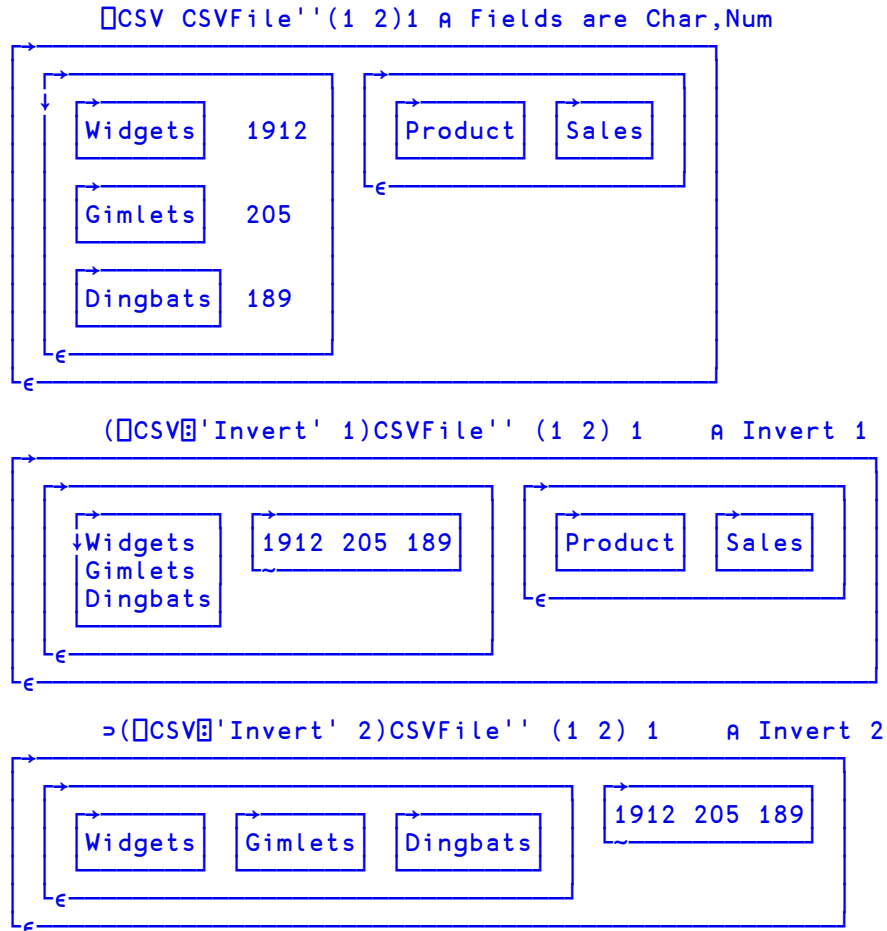 ⎕CSV CSVFile''(1 2)1 ⍝ Fields are Char,Num
┌→────────────────────────────────────────────────┐
│ ┌→──────────────────┐ ┌→──────────────────────┐ │
│ ↓ ┌→──────┐         │ │ ┌→──────┐ ┌→────┐     │ │
│ │ │Widgets│ 1912    │ │ │Product│ │Sales│     │ │
│ │ └───────┘         │ │ └───────┘ └─────┘     │ │
│ │ ┌→──────┐         │ └∊──────────────────────┘ │
│ │ │Gimlets│ 205     │                           │
│ │ └───────┘         │                           │
│ │ ┌→───────┐        │                           │
│ │ │Dingbats│ 189    │                           │
│ │ └────────┘        │                           │
│ └∊──────────────────┘                           │
└∊────────────────────────────────────────────────┘
(⎕CSV⍠'Invert' 1)CSVFile'' (1 2) 1 ⍝ Invert 1
┌→───────────────────────────────────────────────────────┐
│ ┌→──────────────────────────┐ ┌→─────────────────────┐ │
│ │ ┌→───────┐ ┌→───────────┐ │ │ ┌→──────┐ ┌→────┐    │ │
│ │ ↓Widgets │ │1912 205 189│ │ │ │Product│ │Sales│    │ │
│ │ │Gimlets │ └~───────────┘ │ │ └───────┘ └─────┘    │ │
│ │ │Dingbats│                │ └∊─────────────────────┘ │
│ │ └────────┘                │                          │
│ └∊──────────────────────────┘                          │
└∊───────────────────────────────────────────────────────┘
⊃(⎕CSV⍠'Invert' 2)CSVFile'' (1 2) 1 ⍝ Invert 2
┌→────────────────────────────────────────────────────┐
│ ┌→───────────────────────────────┐ ┌→───────────┐   │
│ │ ┌→──────┐ ┌→──────┐ ┌→───────┐ │ │1912 205 189│   │
│ │ │Widgets│ │Gimlets│ │Dingbats│ │ └~───────────┘   │
│ │ └───────┘ └───────┘ └────────┘ │                  │
│ └∊───────────────────────────────┘                  │
└∊────────────────────────────────────────────────────┘